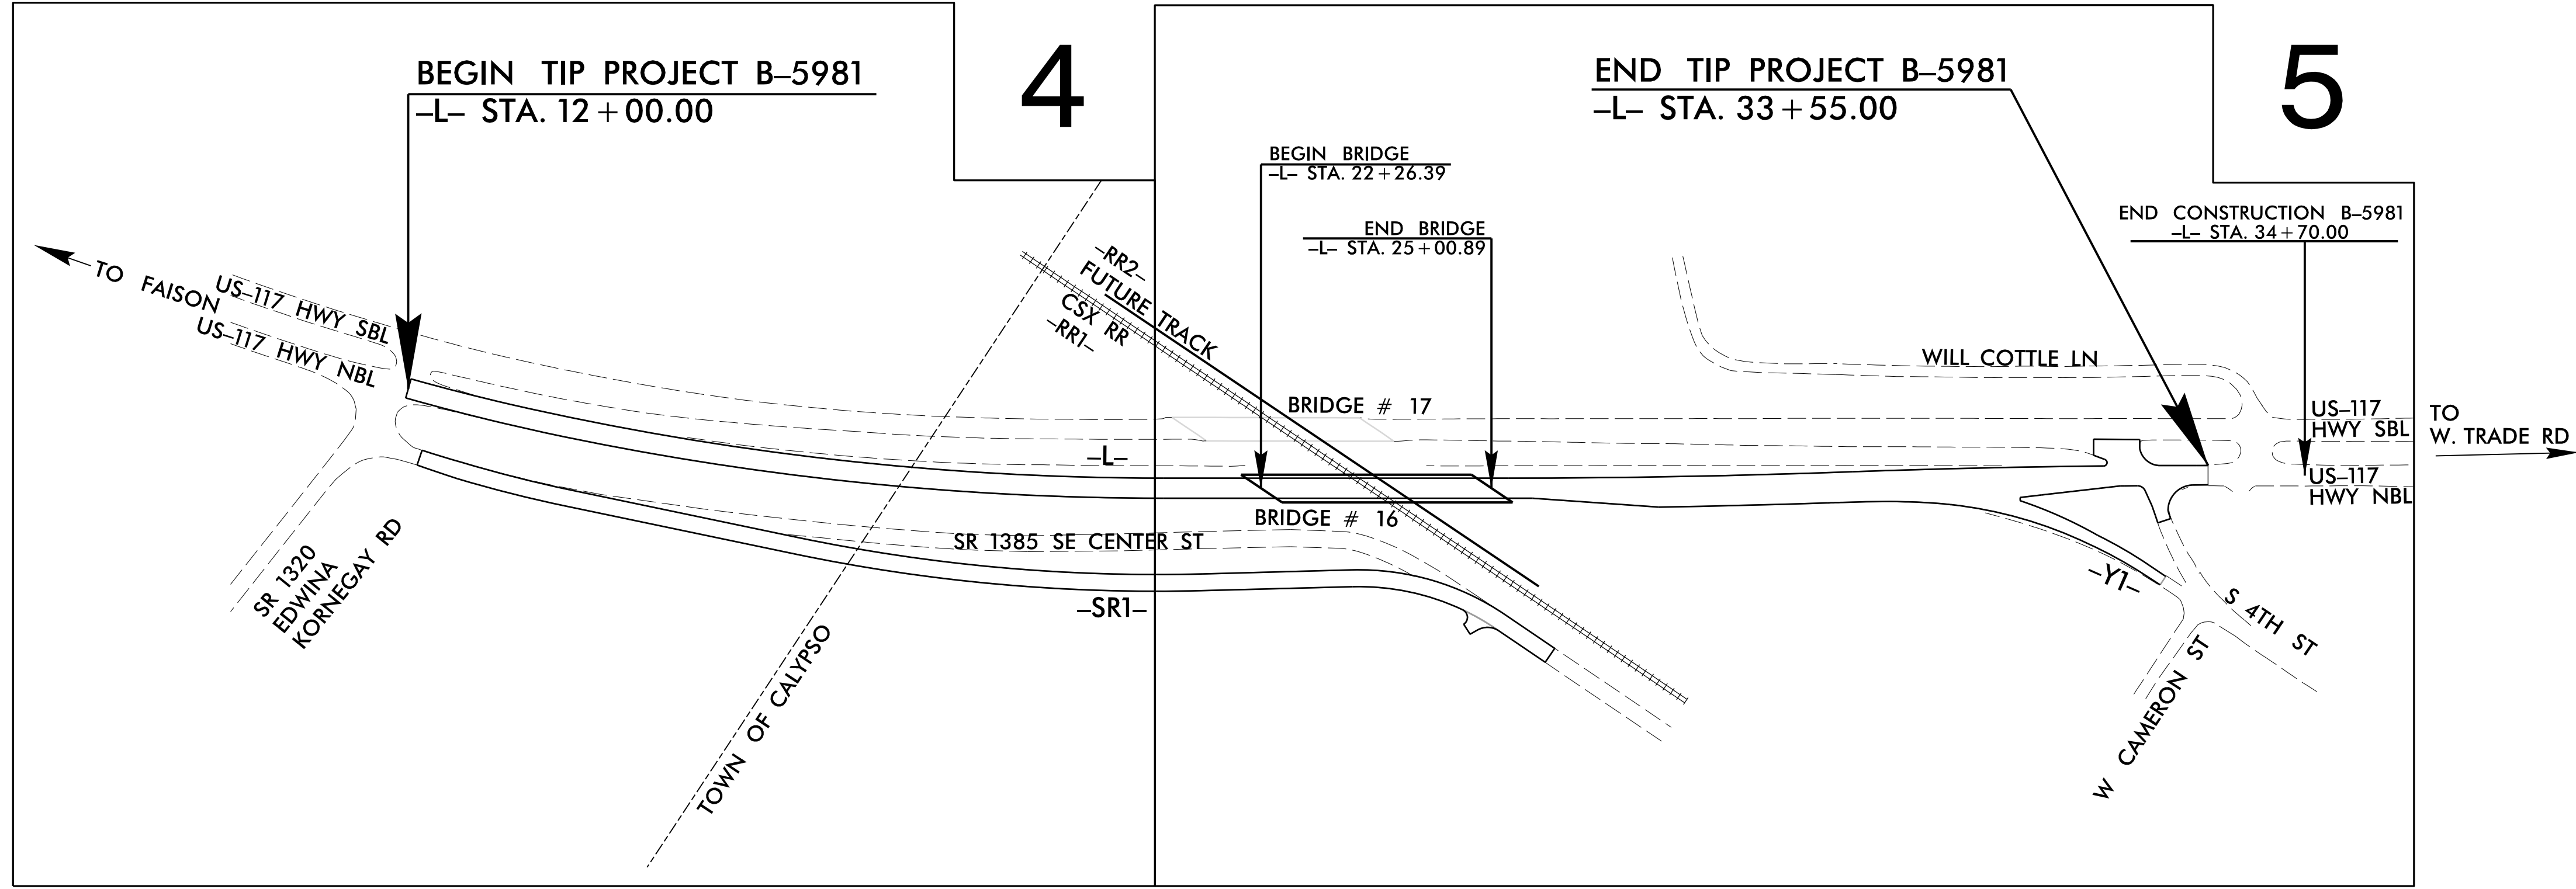 BEGIN TIP PROJECT B–5981
–L– STA. 12+00.00
4
END TIP PROJECT B–5981
–L– STA. 33+55.00
5
BEGIN BRIDGE
–L– STA. 22+26.39
END BRIDGE
–L– STA. 25+00.89
END CONSTRUCTION B–5981
–L– STA. 34+70.00
TO FAISON
US–117 HWY SBL
US–117 HWY NBL
–RR2–
FUTURE TRACK
CSX RR
–RR1–
WILL COTTLE LN
BRIDGE # 17
US–117
HWY SBL
TO
W. TRADE RD
–L–
US–117
HWY NBL
BRIDGE # 16
SR 1385 SE CENTER ST
SR 1320
EDWINA
KORNEGAY RD
–SR1–
–Y1–
S 4TH ST
TOWN OF CALYPSO
W CAMERON ST